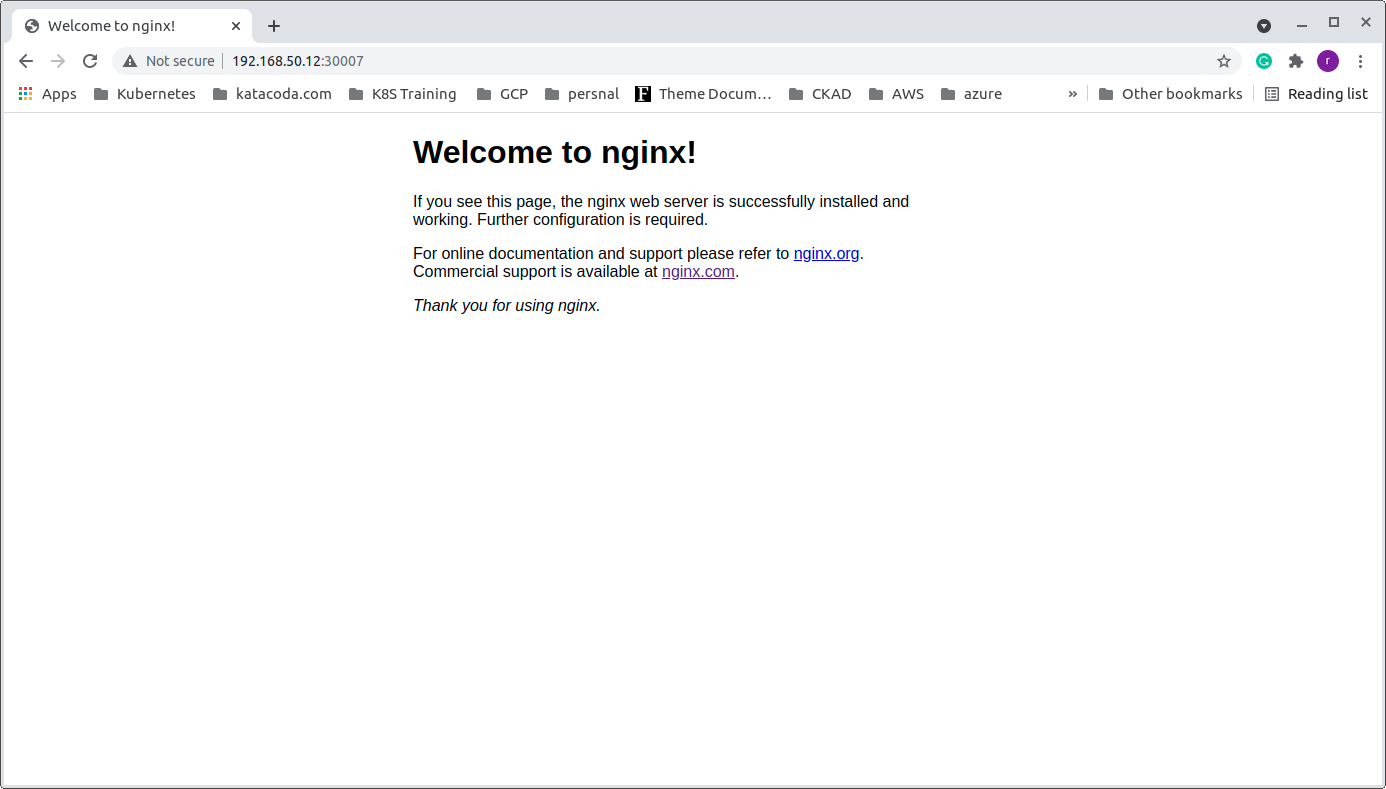 Welcome to nginx!
Not secure 192.168.50.12:30007
r
Apps Kubernetes katacoda.com K8S Training GCP persnal F Theme Docum… CKAD AWS azure » Other bookmarks Reading list
Welcome to nginx!
If you see this page, the nginx web server is successfully installed and
working. Further configuration is required.
For online documentation and support please refer to nginx.org.
Commercial support is available at nginx.com.
Thank you for using nginx.